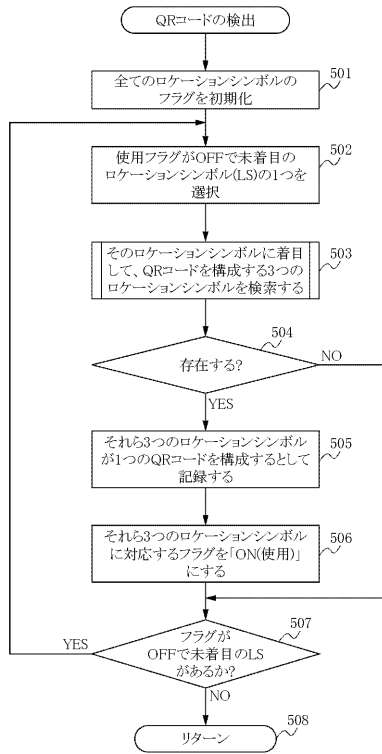 QRコードの検出
全てのロケーションシンボルの
フラグを初期化
501
使用フラグがOFFで未着目の
ロケーションシンボル(LS)の1つを
選択
502
そのロケーションシンボルに着目
して、QRコードを構成する3つの
ロケーションシンボルを検索する
503
504
存在する?
NO
YES
それら3つのロケーションシンボル
が1つのQRコードを構成するとして
記録する
505
それら3つのロケーションシンボル
に対応するフラグを「ON(使用)」
にする
506
507
YES
フラグが
OFFで未着目のLS
があるか?
NO
508
リターン